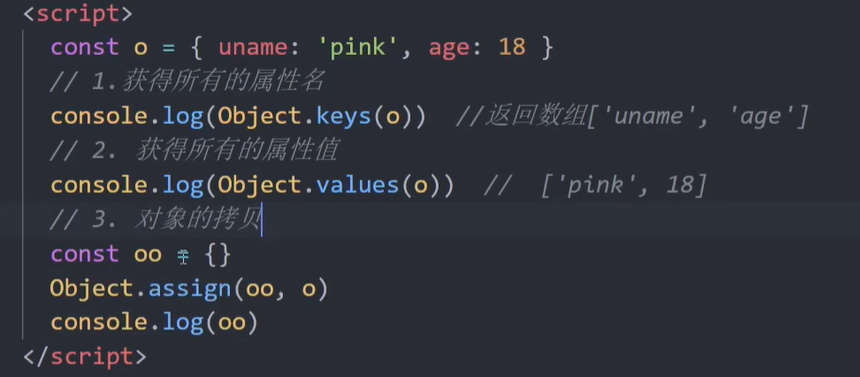 <script>
const o = { uname: 'pink', age: 18 }
// 1.获得所有的属性名
console.log(Object.keys(o))  //返回数组['uname', 'age']
// 2. 获得所有的属性值
console.log(Object.values(o))  //  ['pink', 18]
// 3. 对象的拷贝
const oo = {}
Object.assign(oo, o)
console.log(oo)
</script>